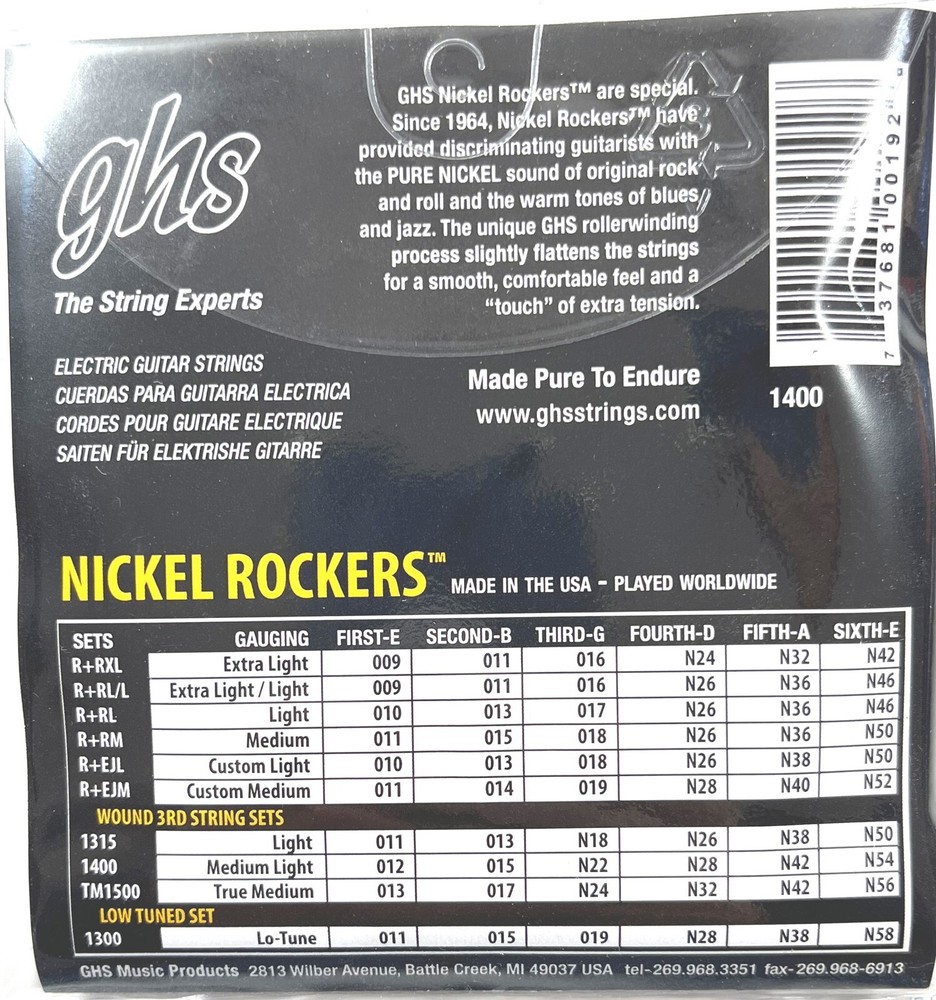 ghs
The String Experts
ELECTRIC GUITAR STRINGS
CUERDAS PARA GUITARRA ELECTRICA
CORDES POUR GUITARE ELECTRIQUE
SAITEN FÜR ELEKTRISHE GITARRE
GHS Nickel Rockers™ are special.
Since 1964, Nickel Rockers™ have
provided discriminating guitarists with
the PURE NICKEL sound of original rock
and roll and the warm tones of blues
and jazz. The unique GHS rollerwinding
process slightly flattens the strings
for a smooth, comfortable feel and a
“touch” of extra tension.
Made Pure To Endure
www.ghsstrings.com
3
7 37681 00192
1400
NICKEL ROCKERS™ MADE IN THE USA - PLAYED WORLDWIDE
SETS GAUGING FIRST-E SECOND-B THIRD-G FOURTH-D FIFTH-A SIXTH-E
R+RXL Extra Light 009 011 016 N24 N32 N42
R+RL/L Extra Light / Light 009 011 016 N26 N36 N46
R+RL Light 010 013 017 N26 N36 N46
R+RM Medium 011 015 018 N26 N36 N50
R+EJL Custom Light 010 013 018 N26 N38 N50
R+EJM Custom Medium 011 014 019 N28 N40 N52
WOUND 3RD STRING SETS
1315 Light 011 013 N18 N26 N38 N50
1400 Medium Light 012 015 N22 N28 N42 N54
TM1500 True Medium 013 017 N24 N32 N42 N56
LOW TUNED SET
1300 Lo-Tune 011 015 019 N28 N38 N58
GHS Music Products 2813 Wilber Avenue, Battle Creek, MI 49037 USA tel-269.968.3351 fax-269.968-6913